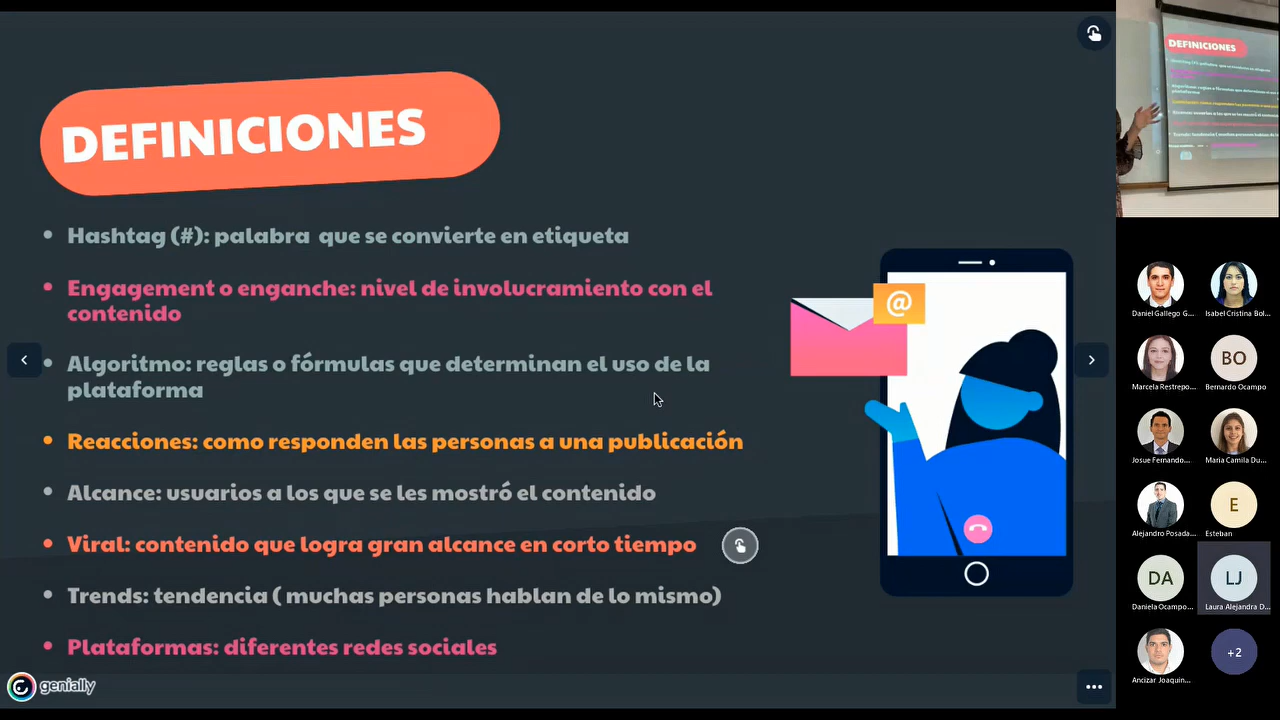 DEFINICIONES
• Hashtag (#): palabra que se convierte en etiqueta
• Engagement o enganche: nivel de involucramiento con el
contenido
• Algoritmo: reglas o fórmulas que determinan el uso de la
plataforma
• Reacciones: como responden las personas a una publicación
• Alcance: usuarios a los que se les mostró el contenido
• Viral: contenido que logra gran alcance en corto tiempo
• Trends: tendencia ( muchas personas hablan de lo mismo)
• Plataformas: diferentes redes sociales
@
genially
DEFINICIONES
Daniel Gallego G...
Isabel Cristina Bol...
Marcela Restrepo...
BO
Bernardo Ocampo
Josue Fernando...
Maria Camila Du...
Alejandro Posada...
E
Esteban
DA
Daniela Ocampo...
LJ
Laura Alejandra D...
Ancizar Joaquin...
+2